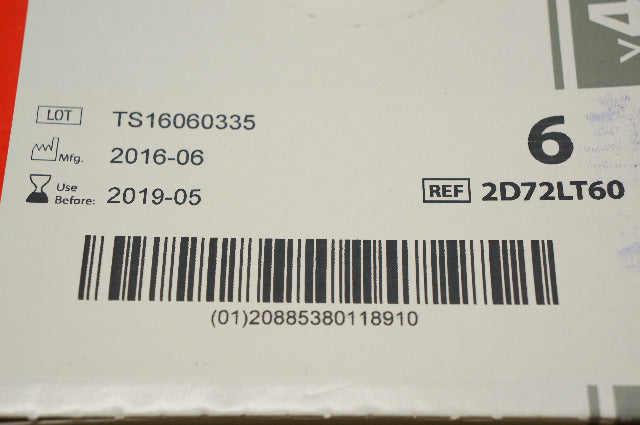 LOT TS16060335
Mfg. 2016-06
Use Before: 2019-05
6
REF 2D72LT60
(01)20885380118910